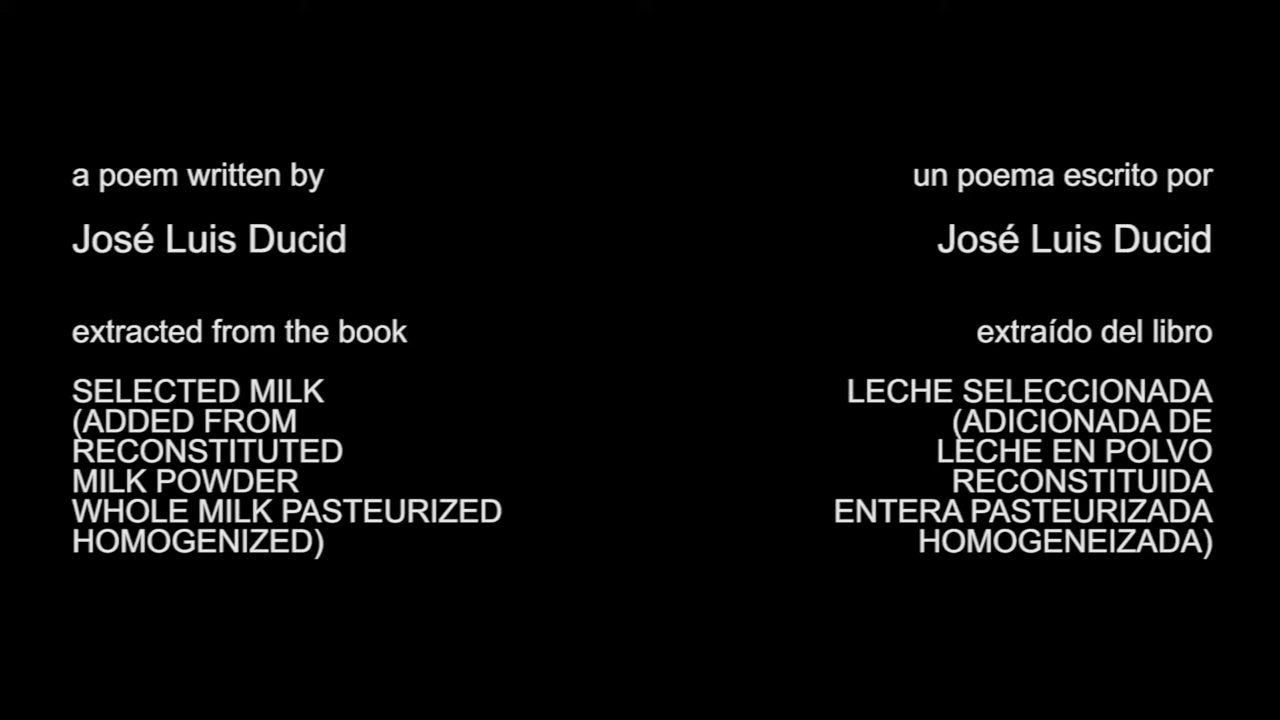 a poem written by
José Luis Ducid
extracted from the book
SELECTED MILK
(ADDED FROM
RECONSTITUTED
MILK POWDER
WHOLE MILK PASTEURIZED
HOMOGENIZED)
un poema escrito por
José Luis Ducid
extraído del libro
LECHE SELECCIONADA
(ADICIONADA DE
LECHE EN POLVO
RECONSTITUIDA
ENTERA PASTEURIZADA
HOMOGENEIZADA)